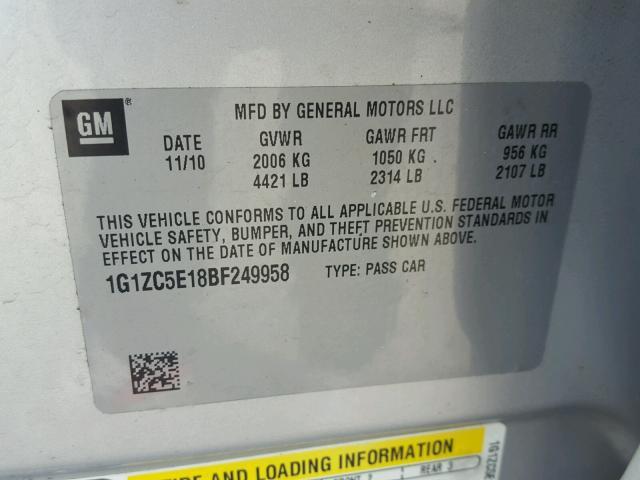 GM®
MFD BY GENERAL MOTORS LLC
DATE GVWR GAWR FRT GAWR RR
11/10 2006 KG 1050 KG 956 KG
4421 LB 2314 LB 2107 LB
THIS VEHICLE CONFORMS TO ALL APPLICABLE U.S. FEDERAL MOTOR
VEHICLE SAFETY, BUMPER, AND THEFT PREVENTION STANDARDS IN
EFFECT ON THE DATE OF MANUFACTURE SHOWN ABOVE.
1G1ZC5E18BF249958 TYPE: PASS CAR
AND LOADING INFORMATION
REAR 3